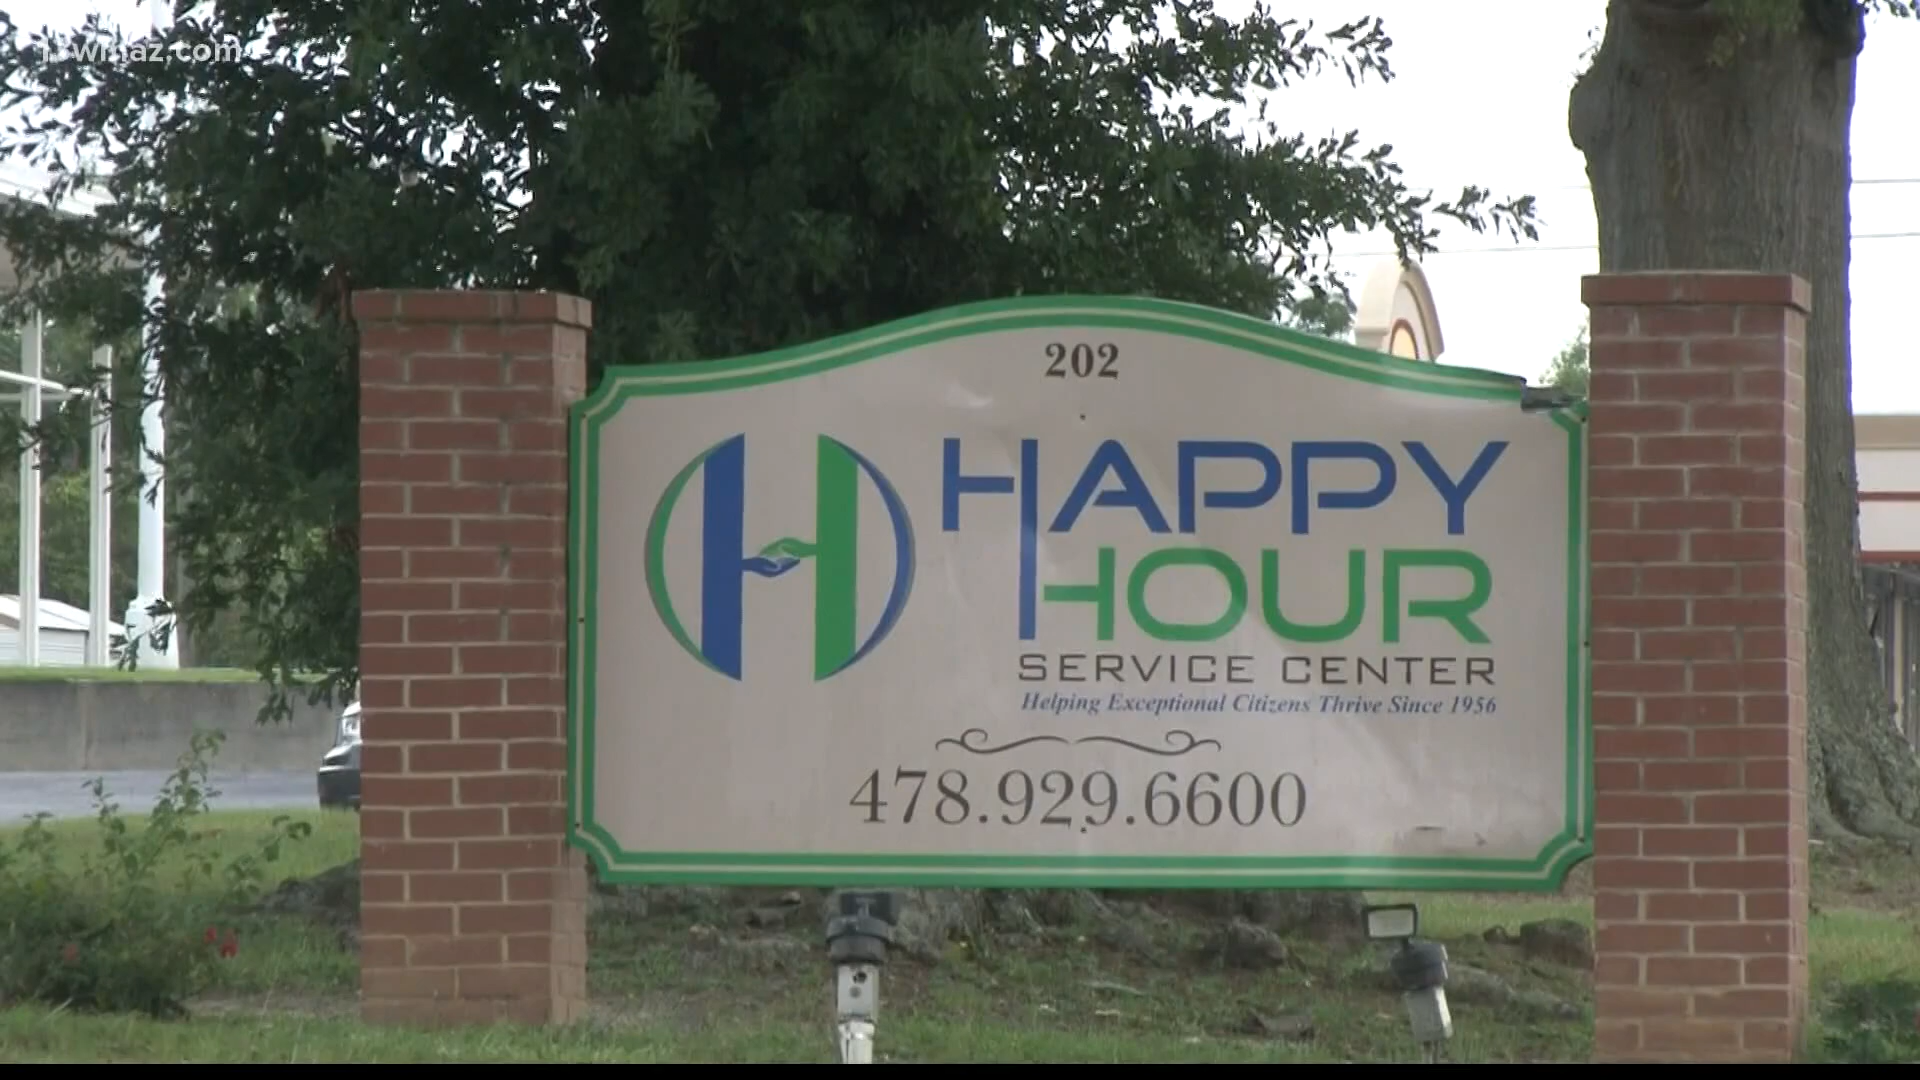 13wmaz.com
202
HAPPY
HOUR
SERVICE CENTER
Helping Exceptional Citizens Thrive Since 1956
478.929.6600